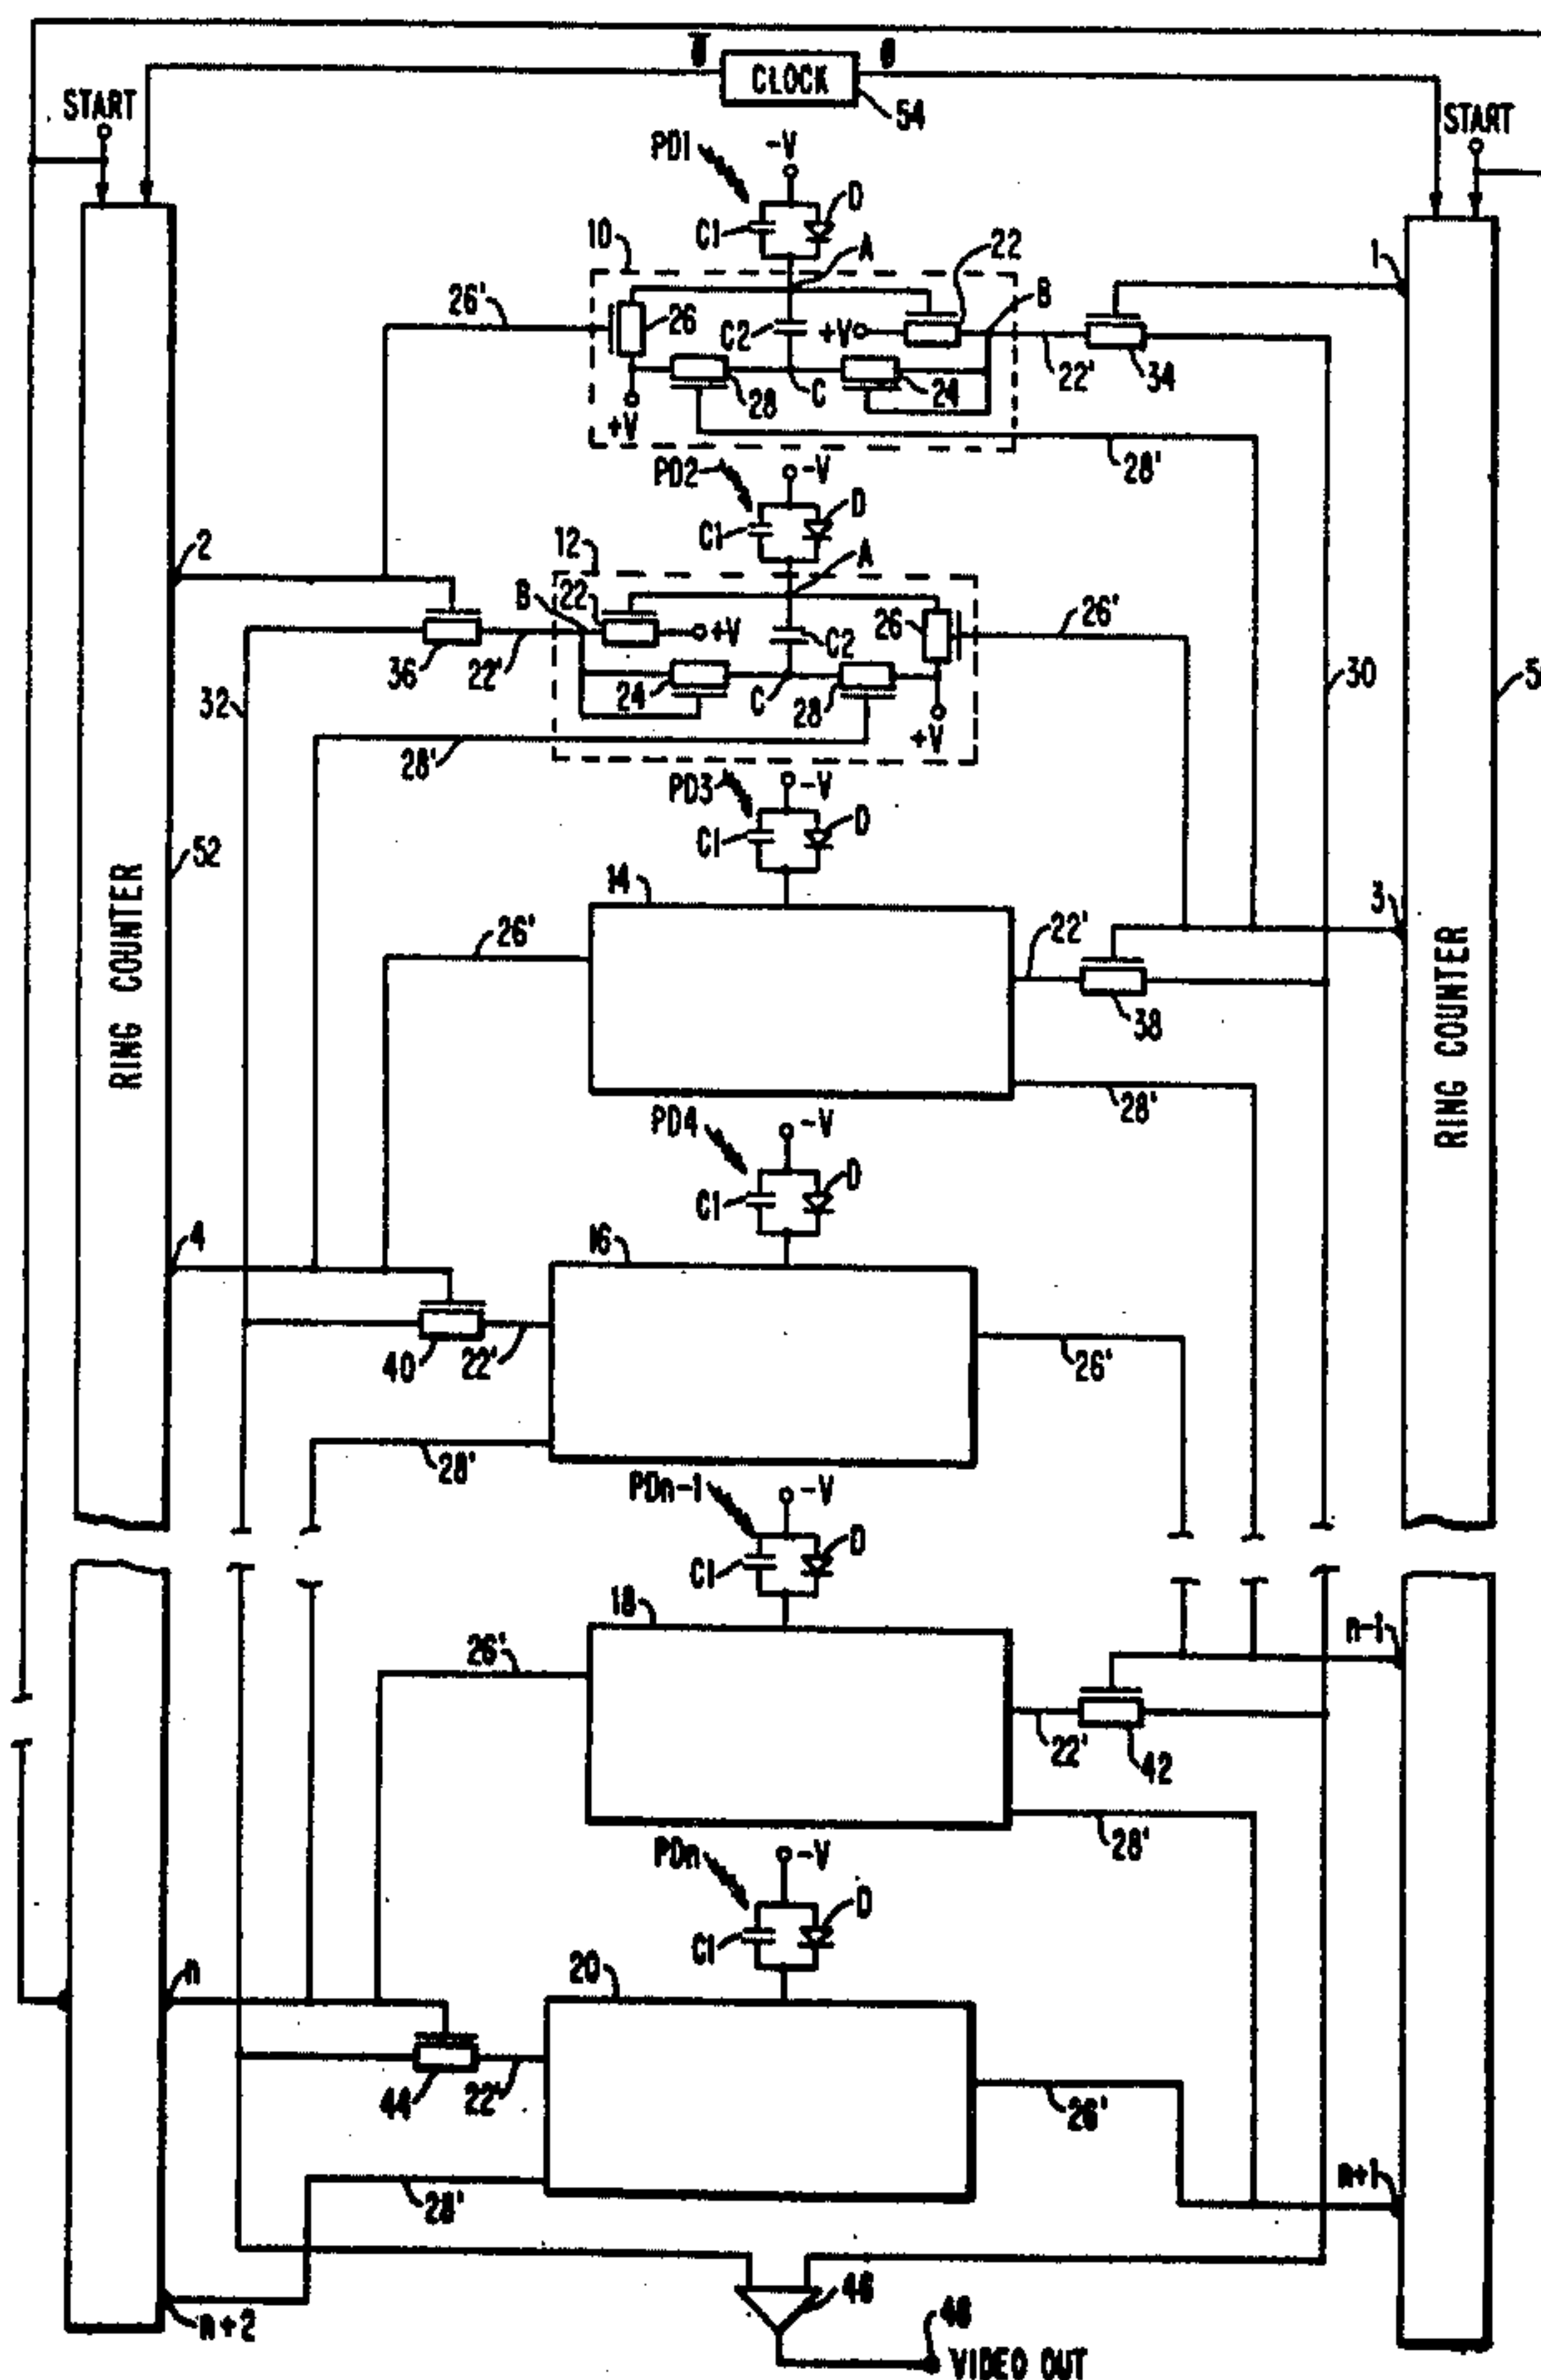 Φ̅ Φ
CLOCK
54
START
START
PD1
-V
D
C1
10
A
22
1
B
26'
26
C2
+V
22'
34
28
C
24
+V
28'
PD2
-V
D
C1
2
12
A
B
22
+V
C2
26
26'
36
22'
24
C
28
32
30
+V
28'
PD3
-V
D
C1
52
RING COUNTER
14
26'
22'
3
38
RING COUNTER
28'
PD4
-V
D
C1
4
16
40
22'
26'
28'
PDn-1
-V
D
C1
18
26'
n-1
22'
42
28'
PDn
-V
D
C1
n
20
44
22'
26'
28'
n+1
46
n+2
48
VIDEO OUT